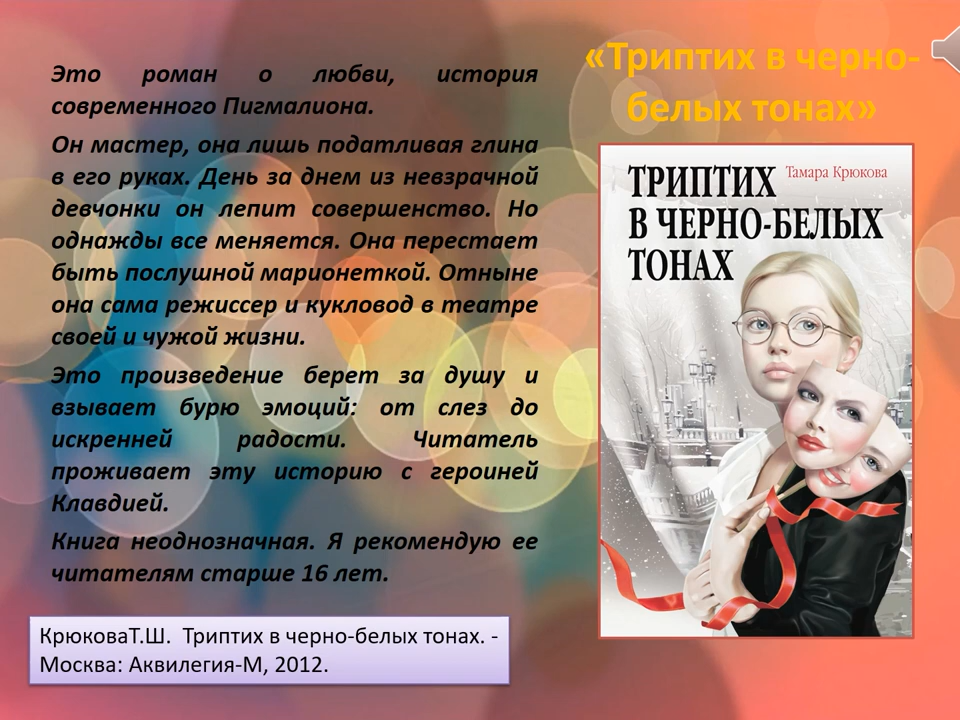 «Триптих в черно-
белых тонах»
Это роман о любви, история
современного Пигмалиона.
Он мастер, она лишь податливая глина
в его руках. День за днем из невзрачной
девчонки он лепит совершенство. Но
однажды все меняется. Она перестает
быть послушной марионеткой. Отныне
она сама режиссер и кукловод в театре
своей и чужой жизни.
Это произведение берет за душу и
взывает бурю эмоций: от слез до
искренней радости. Читатель
проживает эту историю с героиней
Клавдией.
Книга неоднозначная. Я рекомендую ее
читателям старше 16 лет.
КрюковаТ.Ш. Триптих в черно-белых тонах. -
Москва: Аквилегия-М, 2012.
Тамара Крюкова
ТРИПТИХ
В ЧЕРНО-БЕЛЫХ
ТОНАХ